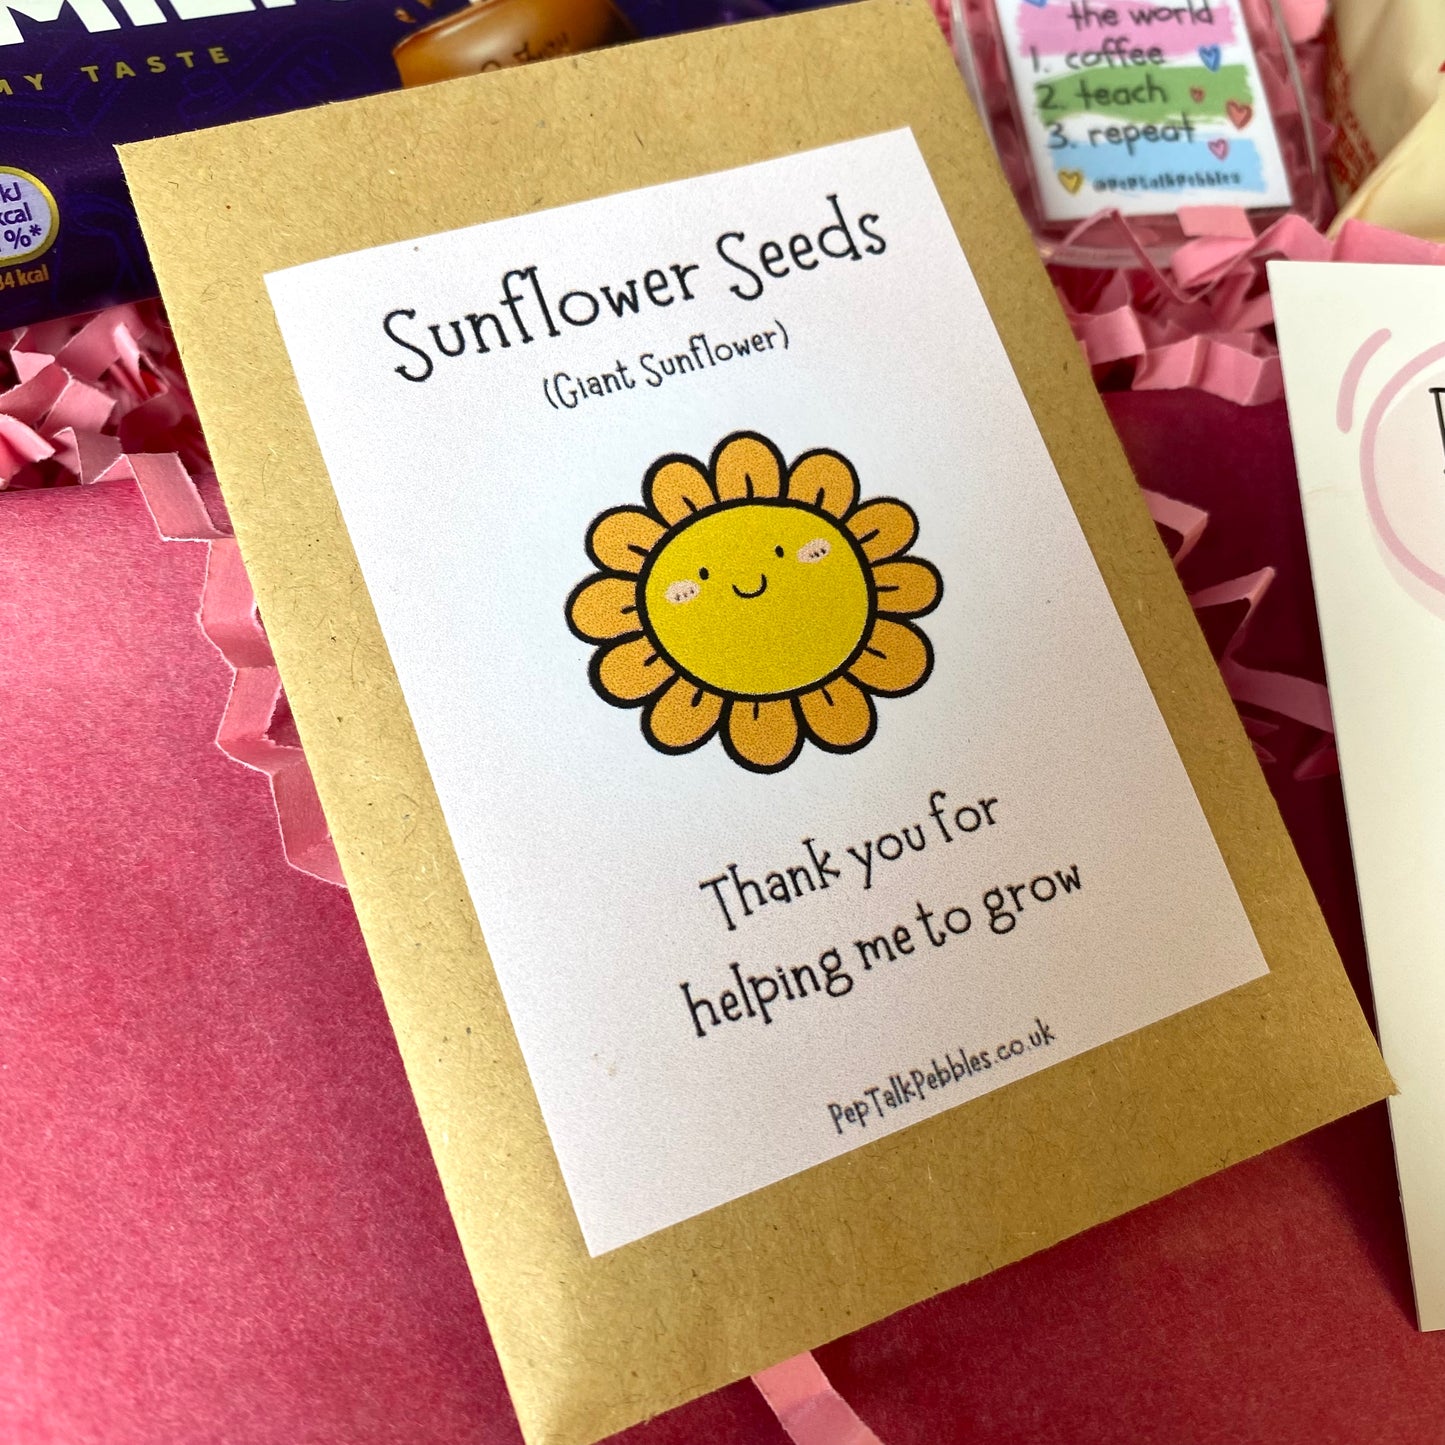 MY TASTE
kJ
kcal
%*
84 kcal
the world
1. coffee
2. teach
3. repeat
@PepTalkPebbles
Sunflower Seeds
(Giant Sunflower)
Thank you for
helping me to grow
PepTalkPebbles.co.uk